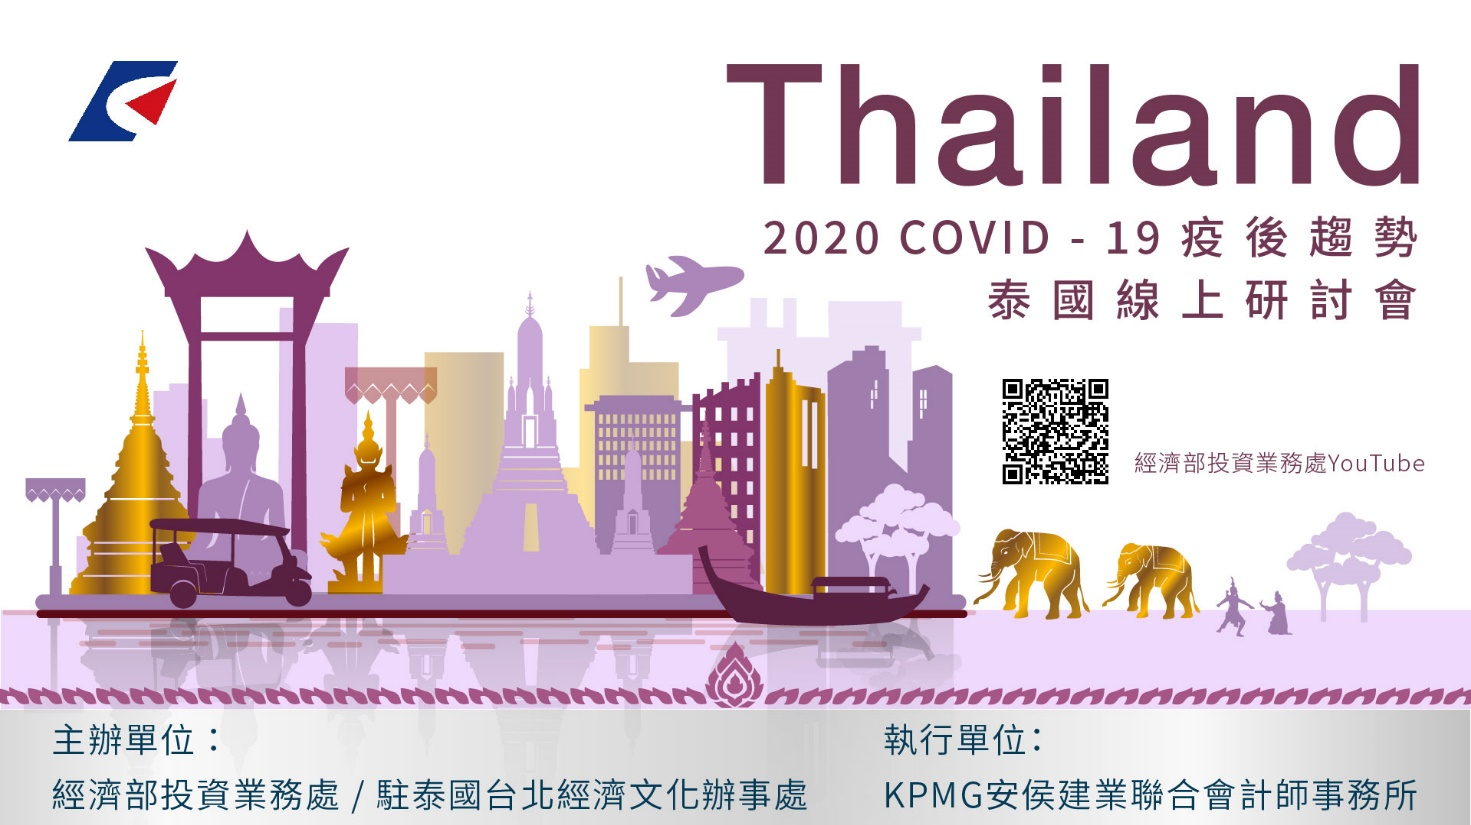 Thailand
2020 COVID - 19 疫後趨勢
泰國線上研討會
經濟部投資業務處YouTube
主辦單位：
經濟部投資業務處 / 駐泰國台北經濟文化辦事處
執行單位：
KPMG安侯建業聯合會計師事務所